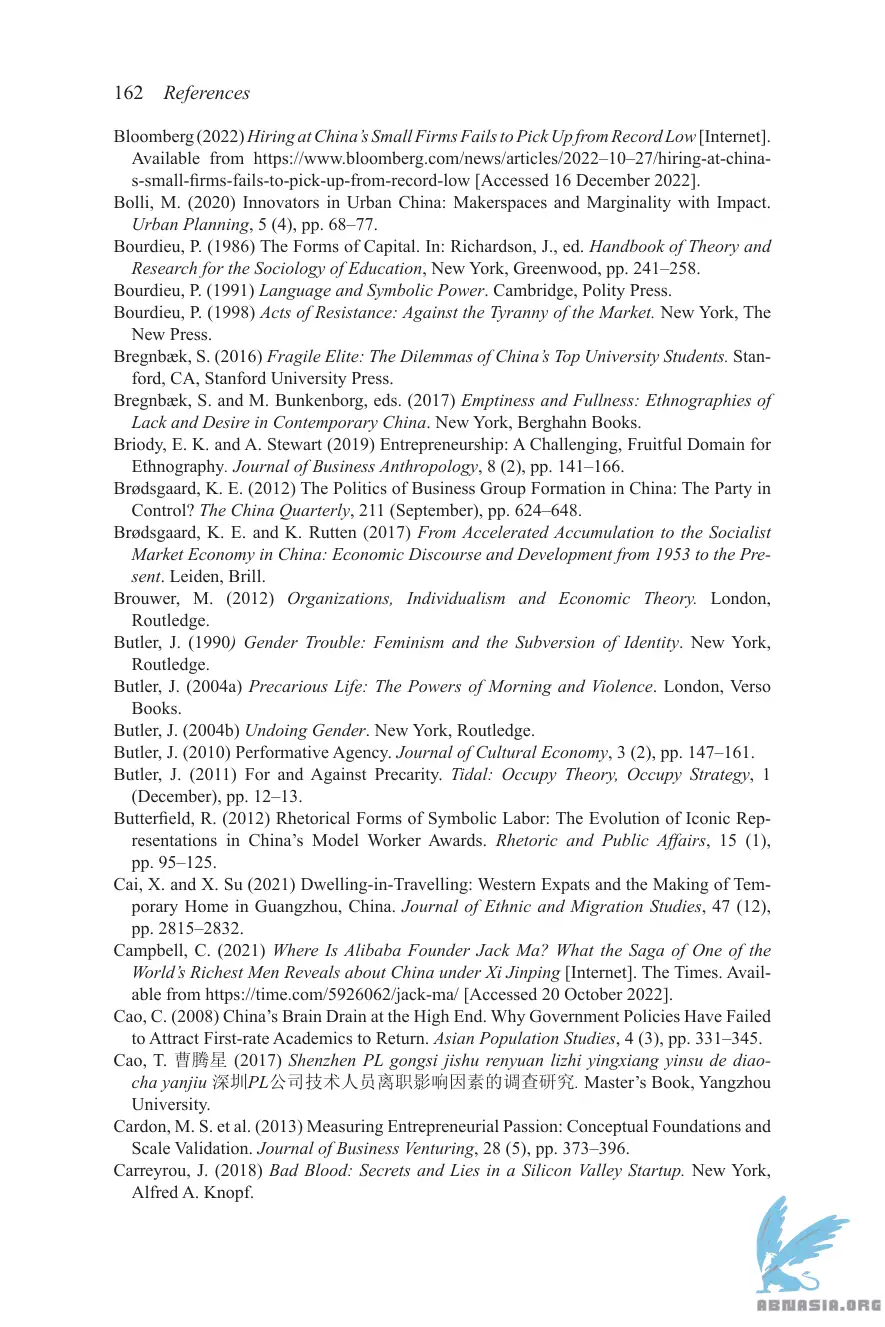 162 References
Bloomberg (2022) Hiring at China’s Small Firms Fails to Pick Up from Record Low [Internet].
Available from https://www.bloomberg.com/news/articles/2022–10–27/hiring-at-china-
s-small-firms-fails-to-pick-up-from-record-low [Accessed 16 December 2022].
Bolli, M. (2020) Innovators in Urban China: Makerspaces and Marginality with Impact.
Urban Planning, 5 (4), pp. 68–77.
Bourdieu, P. (1986) The Forms of Capital. In: Richardson, J., ed. Handbook of Theory and
Research for the Sociology of Education, New York, Greenwood, pp. 241–258.
Bourdieu, P. (1991) Language and Symbolic Power. Cambridge, Polity Press.
Bourdieu, P. (1998) Acts of Resistance: Against the Tyranny of the Market. New York, The
New Press.
Bregnbæk, S. (2016) Fragile Elite: The Dilemmas of China’s Top University Students. Stan-
ford, CA, Stanford University Press.
Bregnbæk, S. and M. Bunkenborg, eds. (2017) Emptiness and Fullness: Ethnographies of
Lack and Desire in Contemporary China. New York, Berghahn Books.
Briody, E. K. and A. Stewart (2019) Entrepreneurship: A Challenging, Fruitful Domain for
Ethnography. Journal of Business Anthropology, 8 (2), pp. 141–166.
Brødsgaard, K. E. (2012) The Politics of Business Group Formation in China: The Party in
Control? The China Quarterly, 211 (September), pp. 624–648.
Brødsgaard, K. E. and K. Rutten (2017) From Accelerated Accumulation to the Socialist
Market Economy in China: Economic Discourse and Development from 1953 to the Pre-
sent. Leiden, Brill.
Brouwer, M. (2012) Organizations, Individualism and Economic Theory. London,
Routledge.
Butler, J. (1990) Gender Trouble: Feminism and the Subversion of Identity. New York,
Routledge.
Butler, J. (2004a) Precarious Life: The Powers of Morning and Violence. London, Verso
Books.
Butler, J. (2004b) Undoing Gender. New York, Routledge.
Butler, J. (2010) Performative Agency. Journal of Cultural Economy, 3 (2), pp. 147–161.
Butler, J. (2011) For and Against Precarity. Tidal: Occupy Theory, Occupy Strategy, 1
(December), pp. 12–13.
Butterfield, R. (2012) Rhetorical Forms of Symbolic Labor: The Evolution of Iconic Rep-
resentations in China’s Model Worker Awards. Rhetoric and Public Affairs, 15 (1),
pp. 95–125.
Cai, X. and X. Su (2021) Dwelling-in-Travelling: Western Expats and the Making of Tem-
porary Home in Guangzhou, China. Journal of Ethnic and Migration Studies, 47 (12),
pp. 2815–2832.
Campbell, C. (2021) Where Is Alibaba Founder Jack Ma? What the Saga of One of the
World’s Richest Men Reveals about China under Xi Jinping [Internet]. The Times. Avail-
able from https://time.com/5926062/jack-ma/ [Accessed 20 October 2022].
Cao, C. (2008) China’s Brain Drain at the High End. Why Government Policies Have Failed
to Attract First-rate Academics to Return. Asian Population Studies, 4 (3), pp. 331–345.
Cao, T. 曹腾星 (2017) Shenzhen PL gongsi jishu renyuan lizhi yingxiang yinsu de diao-
cha yanjiu 深圳PL公司技术人员离职影响因素的调查研究. Master’s Book, Yangzhou
University.
Cardon, M. S. et al. (2013) Measuring Entrepreneurial Passion: Conceptual Foundations and
Scale Validation. Journal of Business Venturing, 28 (5), pp. 373–396.
Carreyrou, J. (2018) Bad Blood: Secrets and Lies in a Silicon Valley Startup. New York,
Alfred A. Knopf.
ABNASIA.ORG